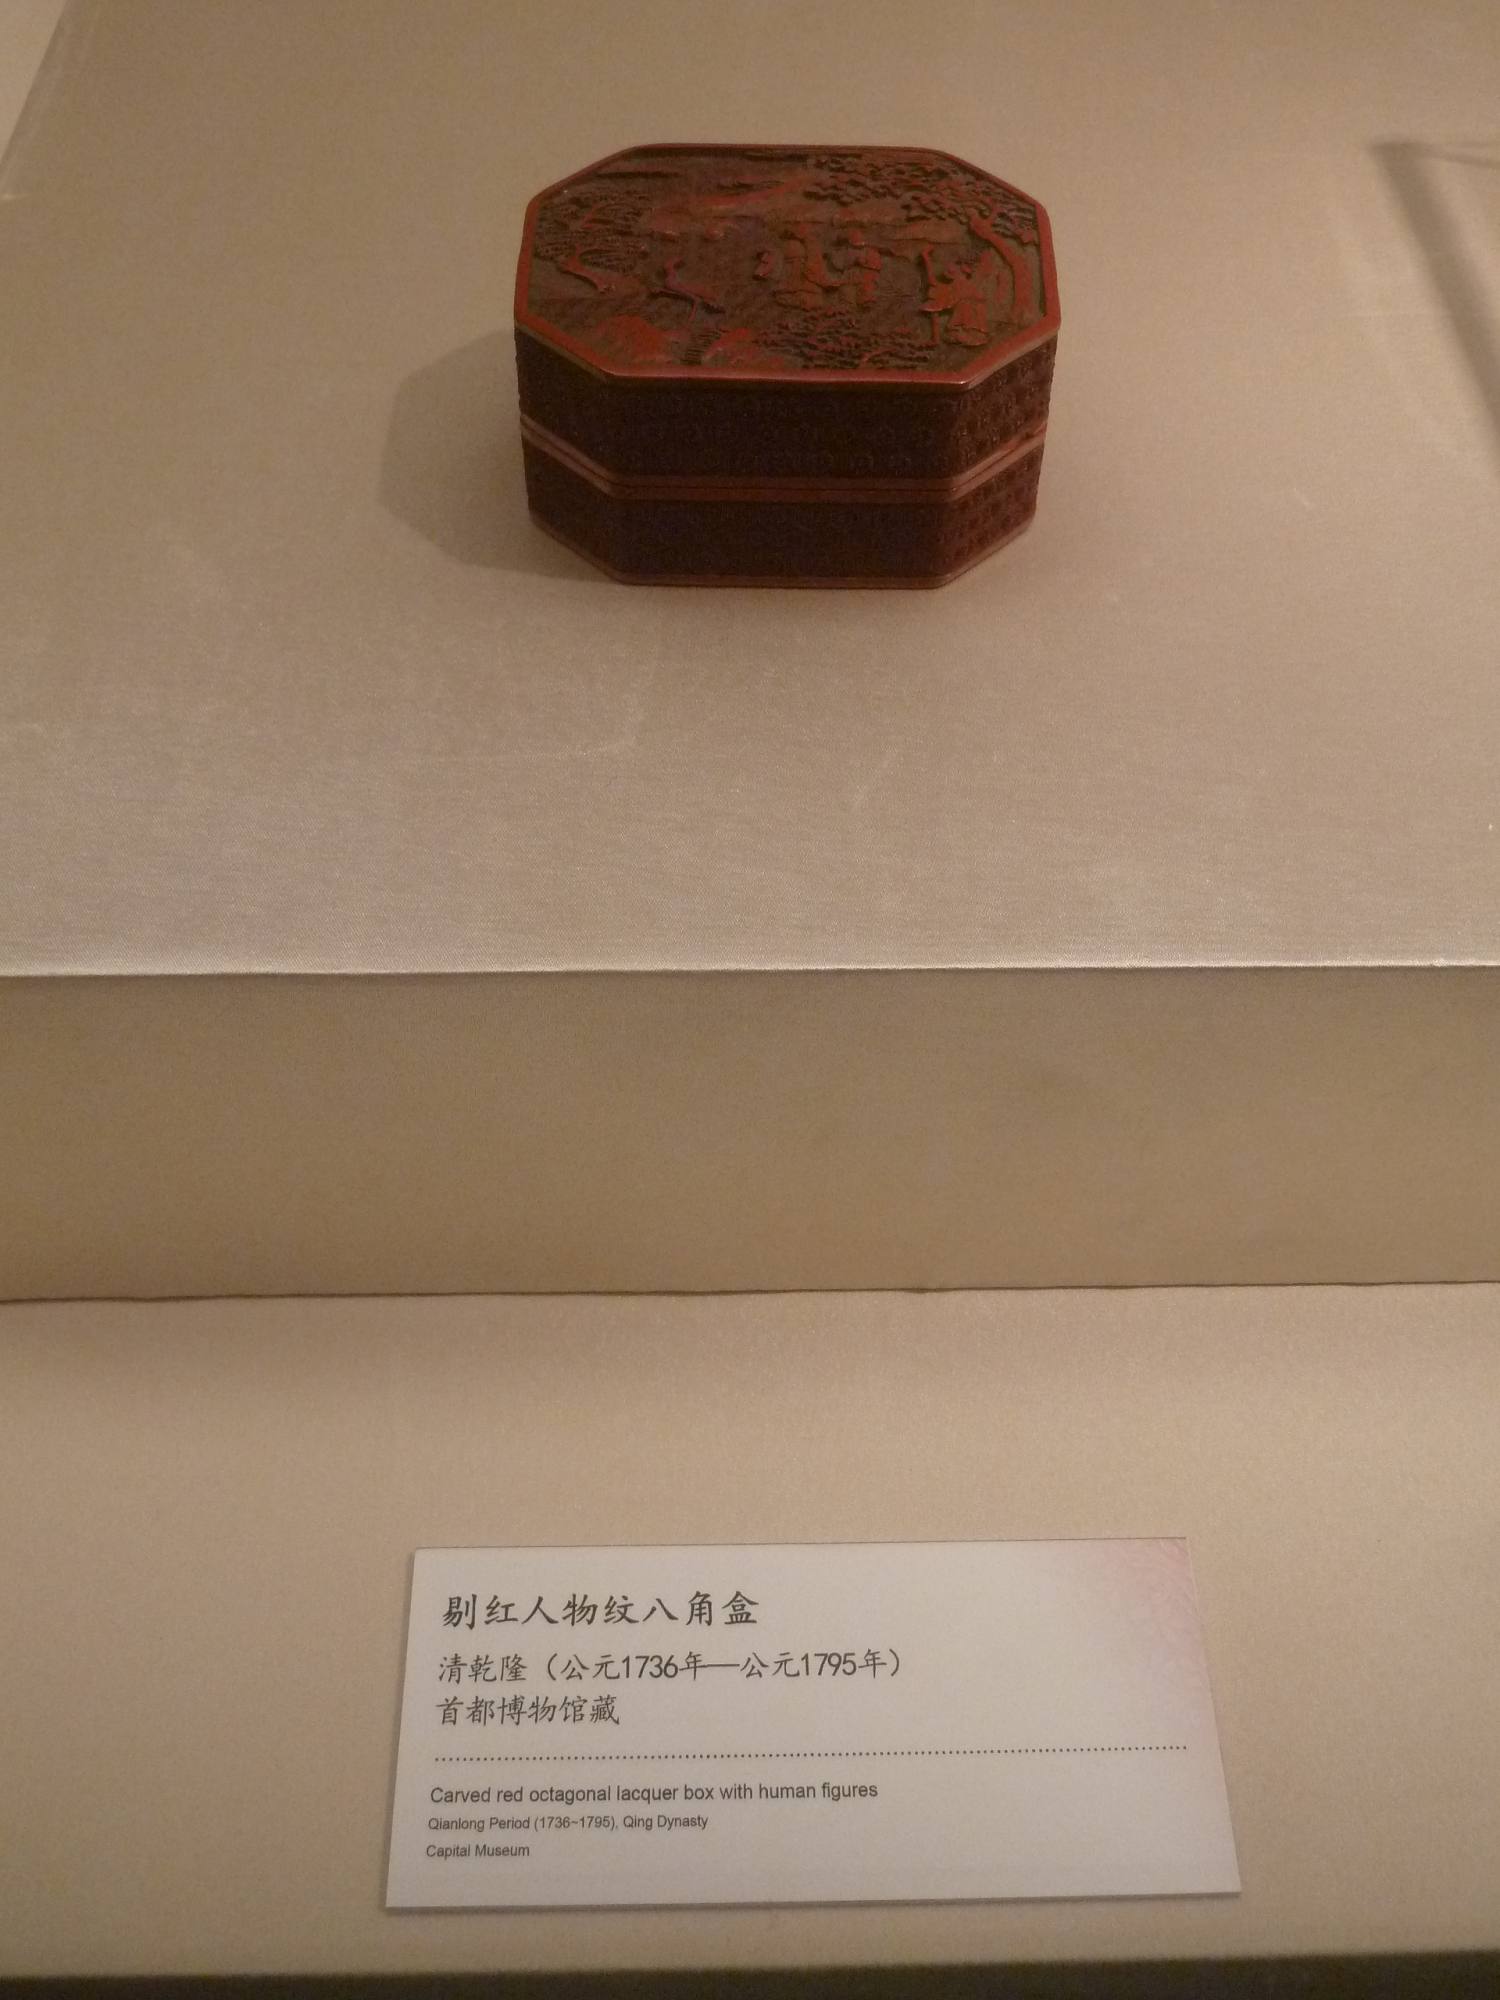 剔红人物纹八角盒
清乾隆（公元1736年—公元1795年）
首都博物馆藏
Carved red octagonal lacquer box with human figures
Qianlong Period (1736~1795), Qing Dynasty
Capital Museum